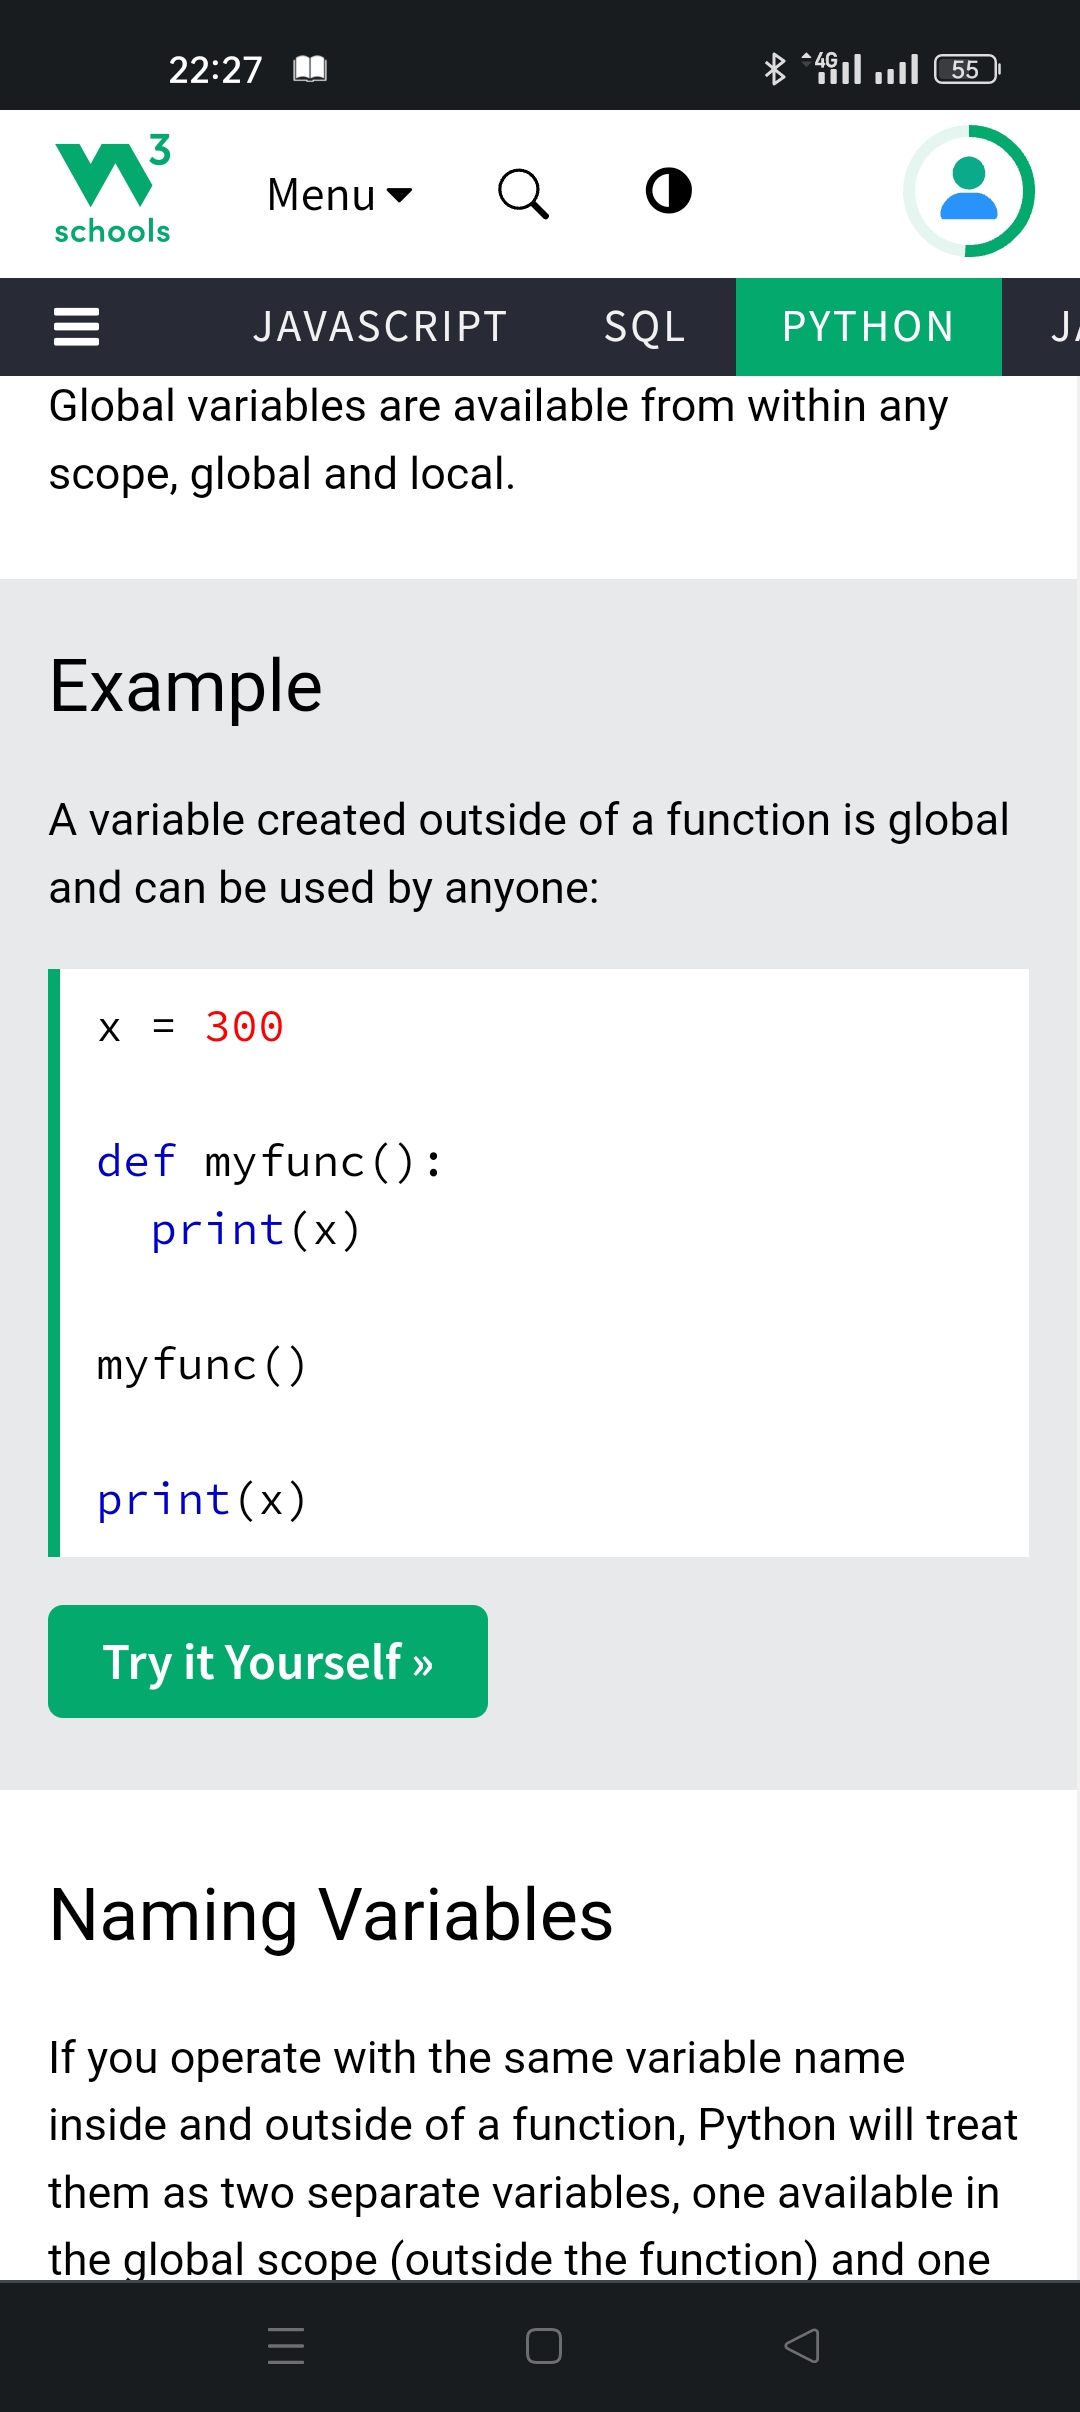 22:27
4G
55
W3
schools
Menu
JAVASCRIPT SQL PYTHON
Global variables are available from within any
scope, global and local.
Example
A variable created outside of a function is global
and can be used by anyone:
x = 300
def myfunc():
  print(x)
myfunc()
print(x)
Try it Yourself »
Naming Variables
If you operate with the same variable name
inside and outside of a function, Python will treat
them as two separate variables, one available in
the global scope (outside the function) and one